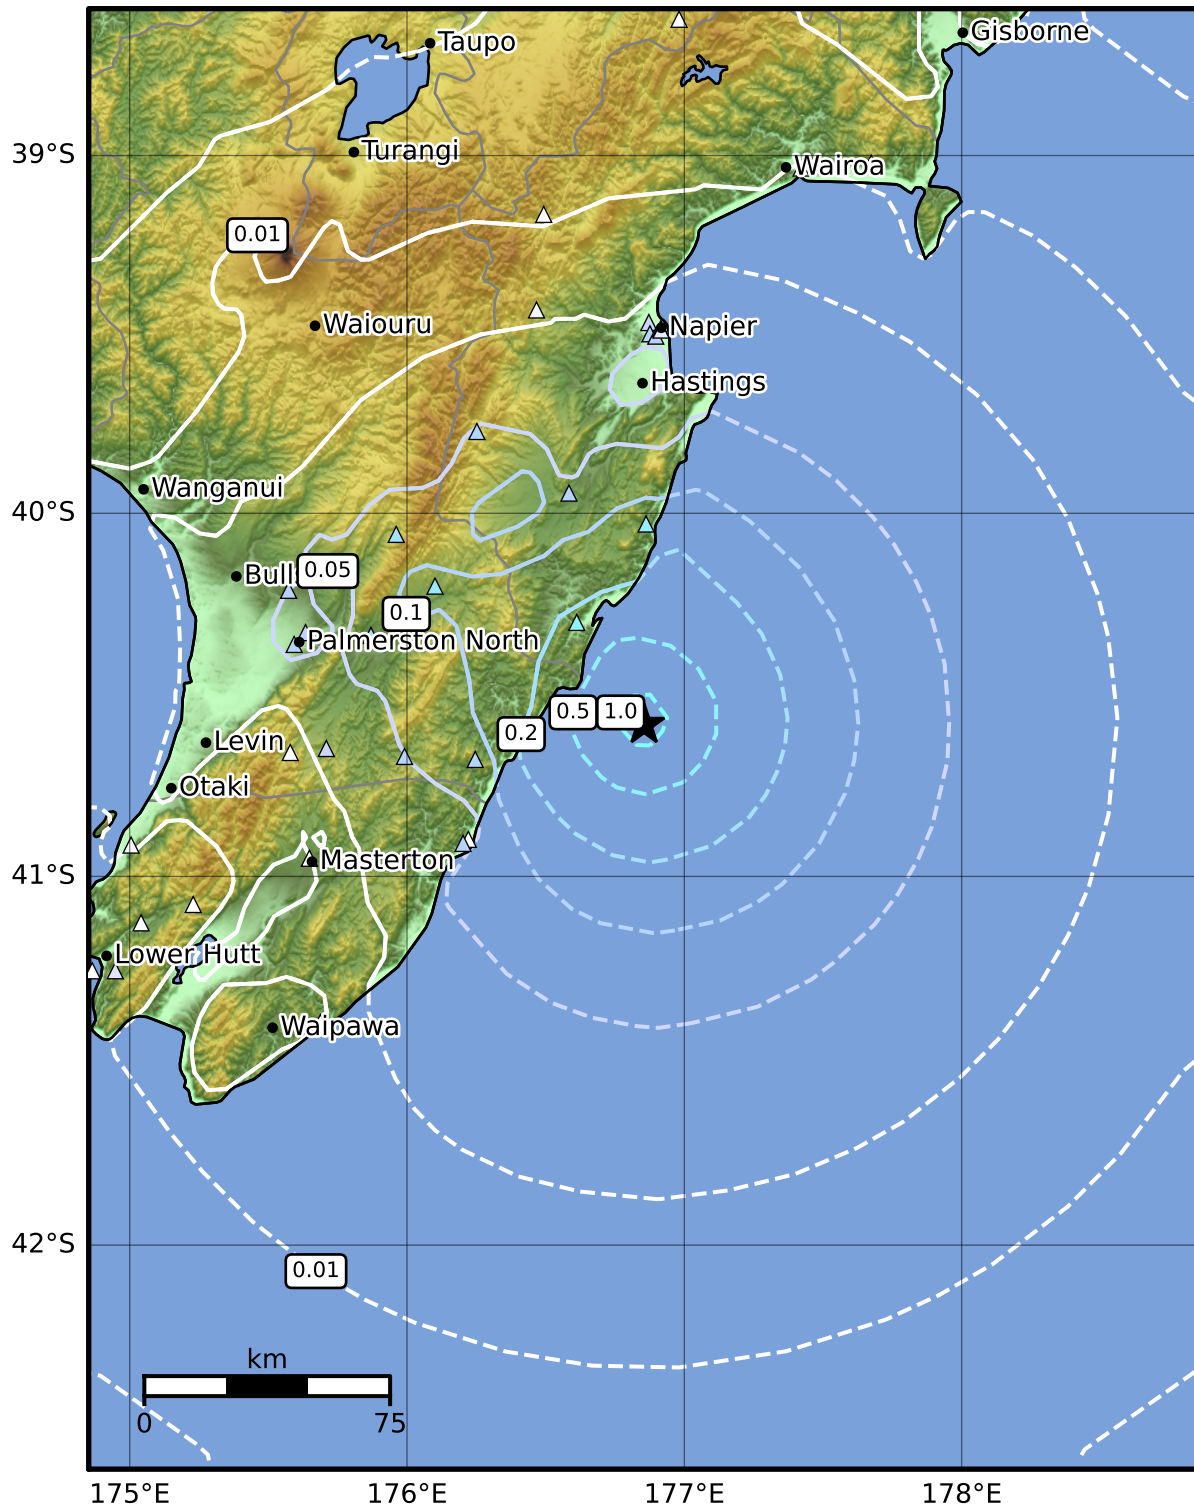 Gisborne
Taupo
39°S
Turangi
Wairoa
0.01
Waiouru
Napier
Hastings
Wanganui
40°S
Bull
0.05
0.1
Palmerston North
0.5
1.0
0.2
Levin
Otaki
Masterton
41°S
Lower Hutt
Waipawa
42°S
0.01
km
0
75
175°E
176°E
177°E
178°E